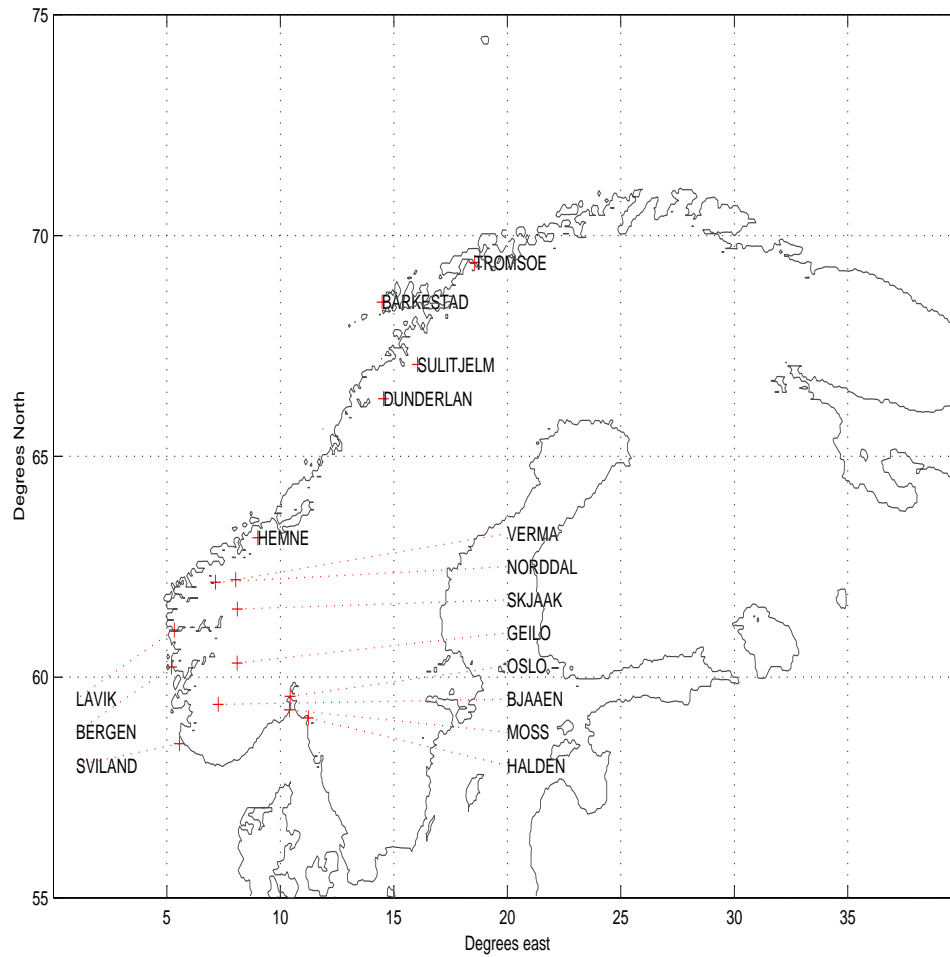 75
70
TROMSOE
BARKESTAD
SULITJELM
DUNDERLAN
65
Degrees North
HEMNE
VERMA
NORDDAL
SKJAAK
GEILO
OSLO
60
LAVIK
BJAAEN
BERGEN
MOSS
SVILAND
HALDEN
55
5 10 15 20 25 30 35
Degrees east